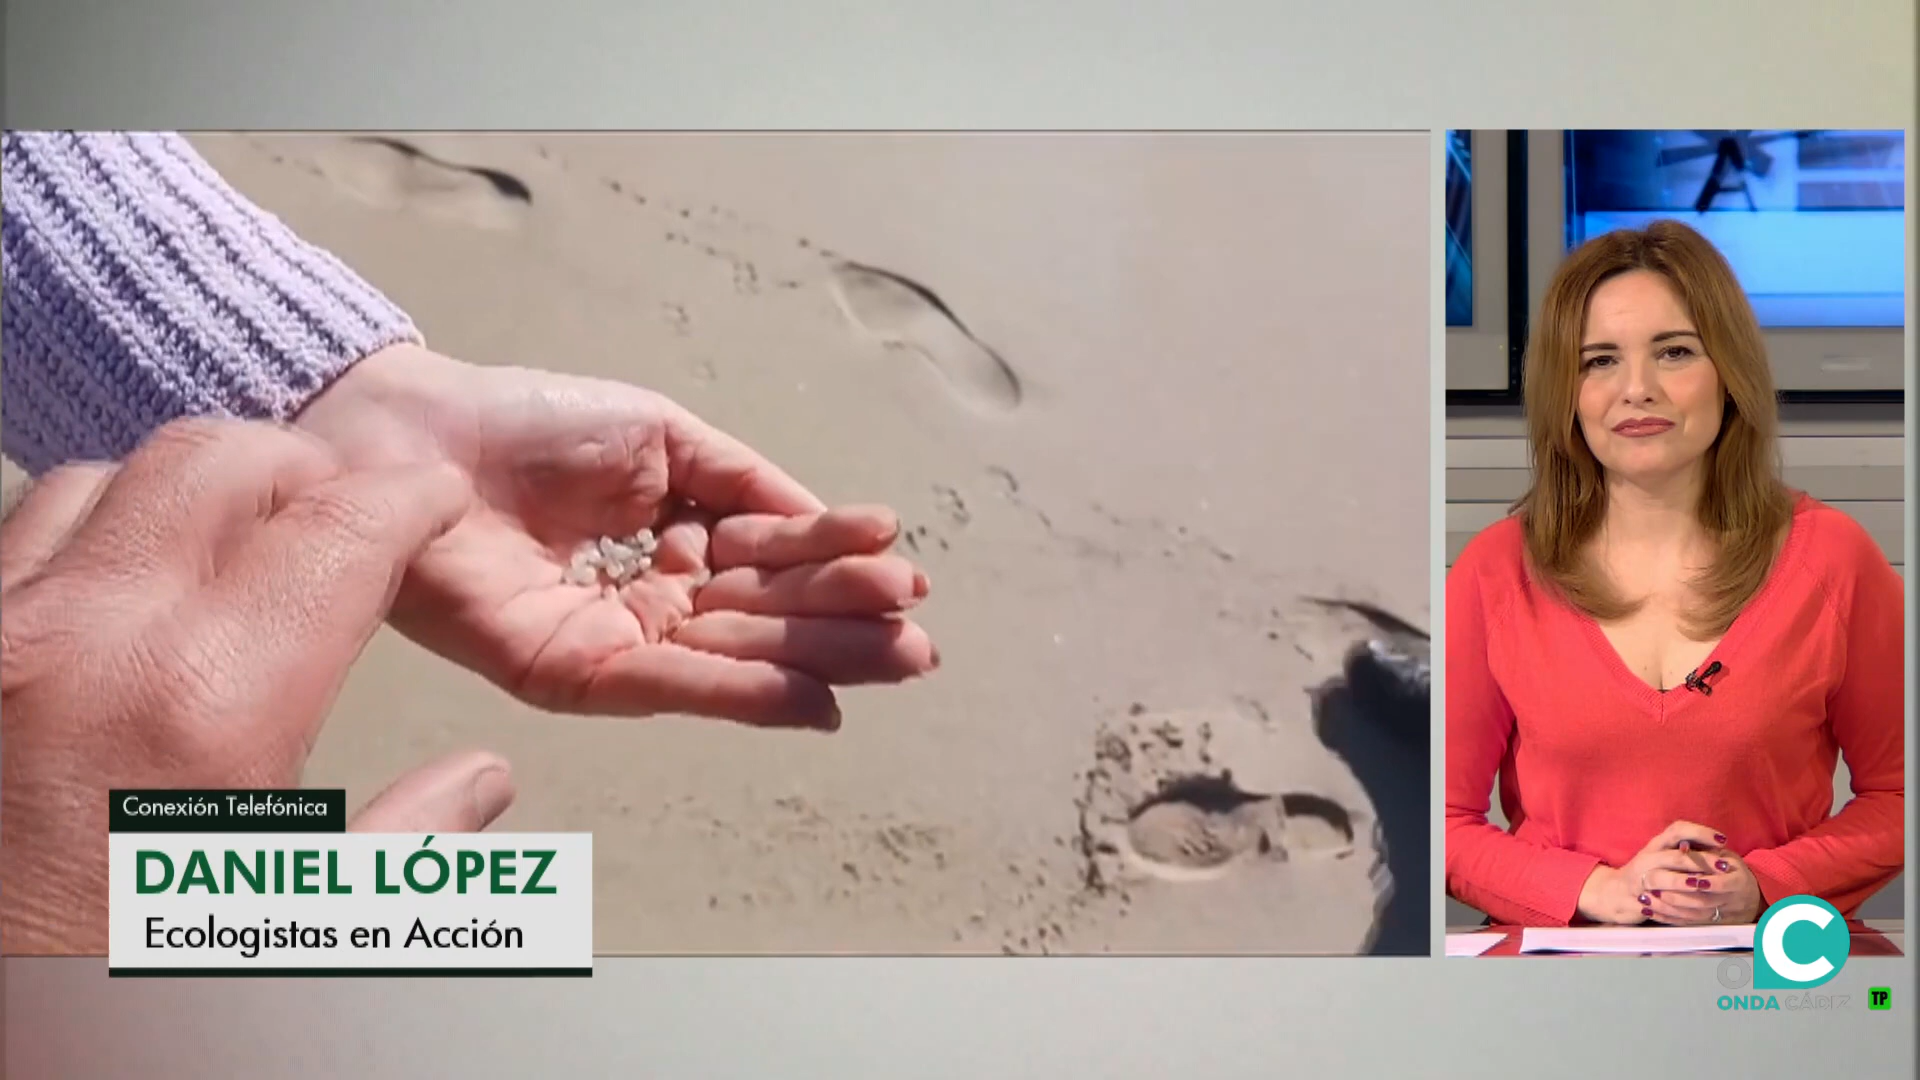 Conexión Telefónica
DANIEL LÓPEZ
Ecologistas en Acción
ONDA CÁDIZ
TP